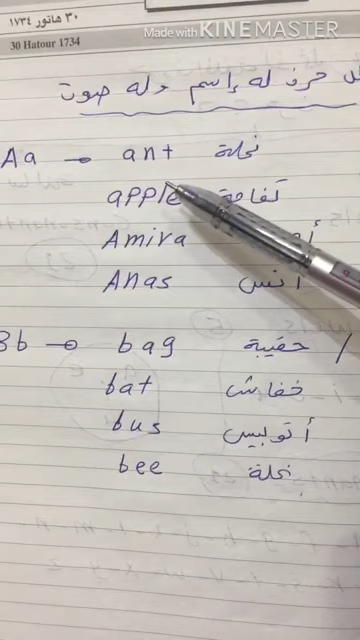 ٣٠ هاتور ١٧٣٤
Made with KINEMASTER
30 Hatour 1734
حرف له إسم وله صوت
Aa → ant نملة
apple تفاحة
Amira
Anas أنس
Bb → bag حقيبة /
bat خفاش
bus أتوبيس
bee نحلة